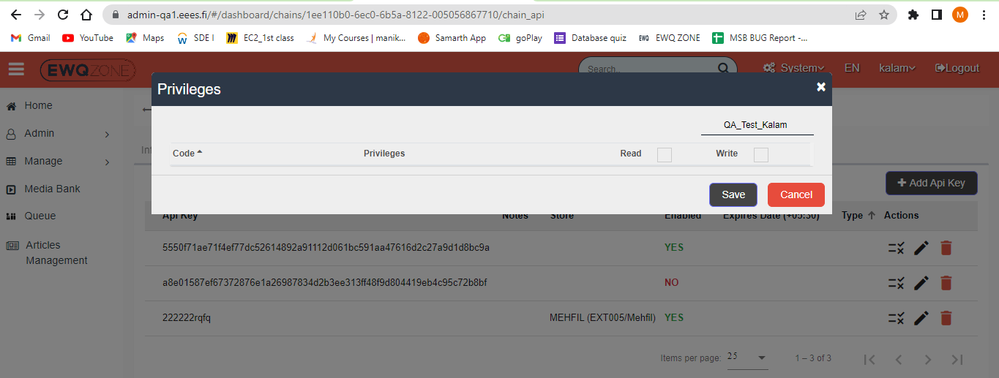 admin-qa1.eees.fi/#/dashboard/chains/1ee110b0-6ec0-6b5a-8122-005056867710/chain_api
M
Gmail YouTube Maps SDE I EC2_1st class My Courses | manik... Samarth App goPlay Database quiz EWQ EWQ ZONE MSB BUG Report -...
EWQZONE Search... System EN kalam Logout
Privileges
QA_Test_Kalam
Code Privileges Read Write
Save Cancel
Home
Admin
Manage
Media Bank
Queue
Articles
Management
Add Api Key
Api Key Notes Store Enabled Expires Date (+05:30) Type Actions
5550f71ae71f4ef77dc52614892a91112d061bc591aa47616d2c27a9d1d8bc9a YES
a8e01587ef67372876e1a26987834d2b3ee313ff48f9d804419eb4c95c72b8bf NO
222222rqfq MEHFIL (EXT005/Mehfil) YES
Items per page: 25 1 – 3 of 3